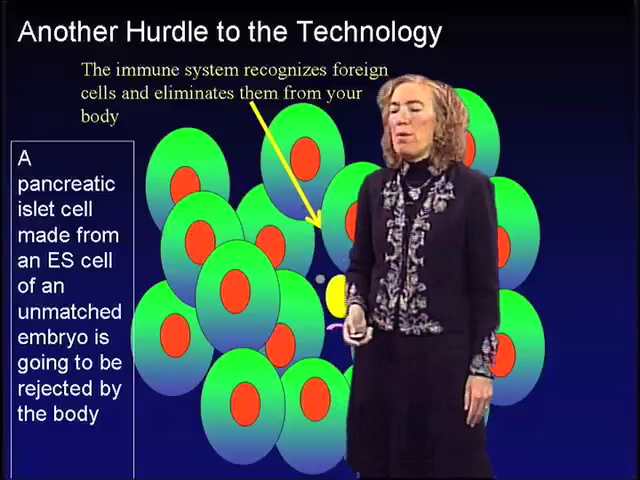 Another Hurdle to the Technology
The immune system recognizes foreign
cells and eliminates them from your
body
A
pancreatic
islet cell
made from
an ES cell
of an
unmatched
embryo is
going to be
rejected by
the body